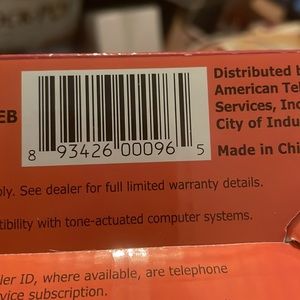 Distributed b
American Tel
Services, Inc
City of Indu
EB
8 93426 00096 5
Made in Chi
ply. See dealer for full limited warranty details.
tibility with tone-actuated computer systems.
ler ID, where available, are telephone
vice subscription.